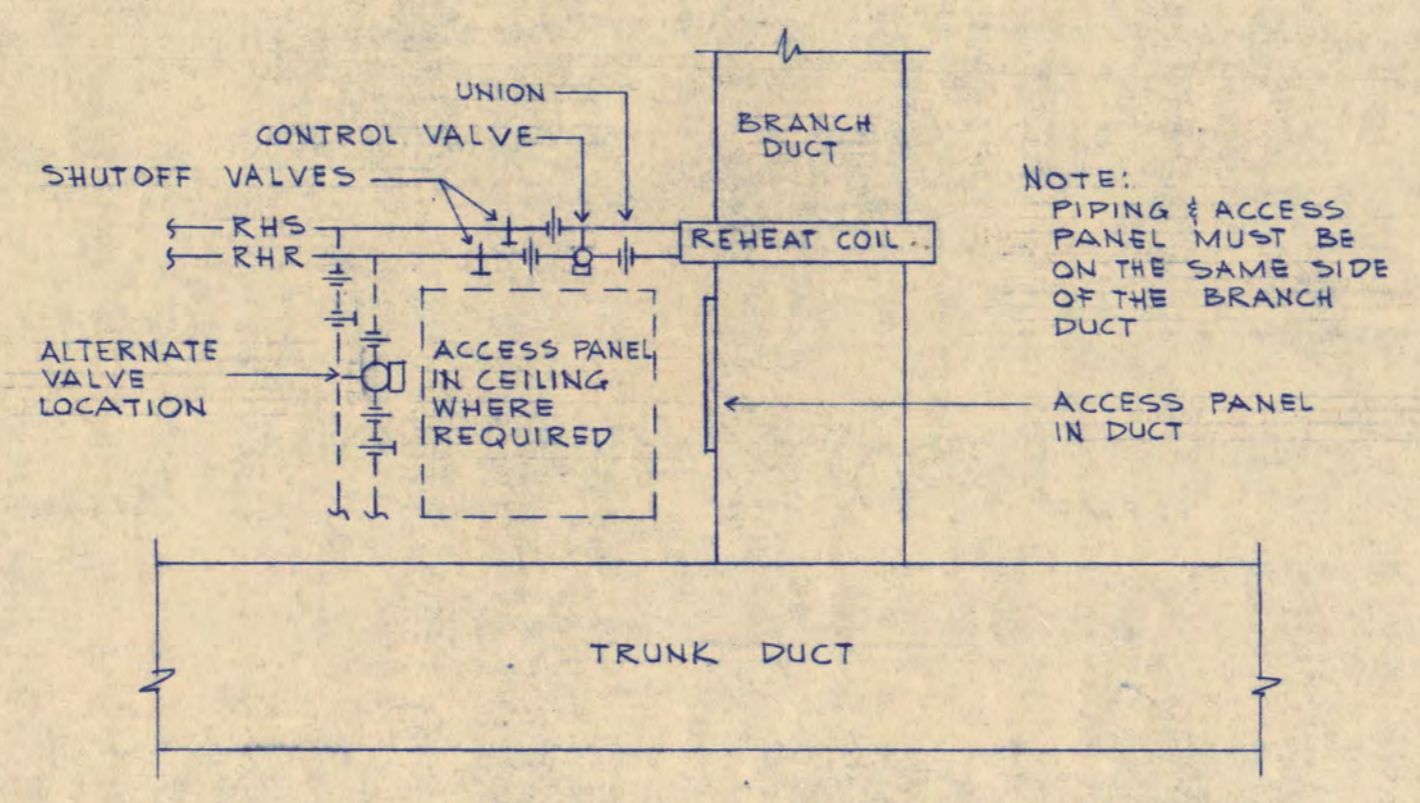 UNION
CONTROL VALVE
SHUTOFF VALVES
RHS
RHR
BRANCH
DUCT
REHEAT COIL
NOTE:
PIPING & ACCESS
PANEL MUST BE
ON THE SAME SIDE
OF THE BRANCH
DUCT
ALTERNATE
VALVE
LOCATION
ACCESS PANEL
IN CEILING
WHERE
REQUIRED
ACCESS PANEL
IN DUCT
TRUNK DUCT